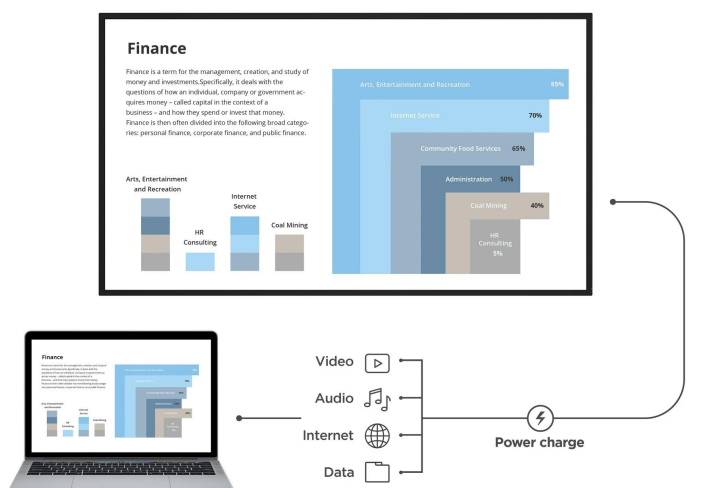 Finance
Finance is a term for the management, creation, and study of
money and investments.Specifically, it deals with the
questions of how an individual, company or government ac-
quires money – called capital in the context of a
business – and how they spend or invest that money.
Finance is then often divided into the following broad catego-
ries: personal finance, corporate finance, and public finance.
Arts, Entertainment
and Recreation
HR
Consulting
Internet
Service
Coal Mining
Arts, Entertainment and Recreation 85%
Internet Service 70%
Community Food Services 65%
Administration 50%
Coal Mining 40%
HR
Consulting
5%
Finance
Video
Audio
Internet
Data
Power charge